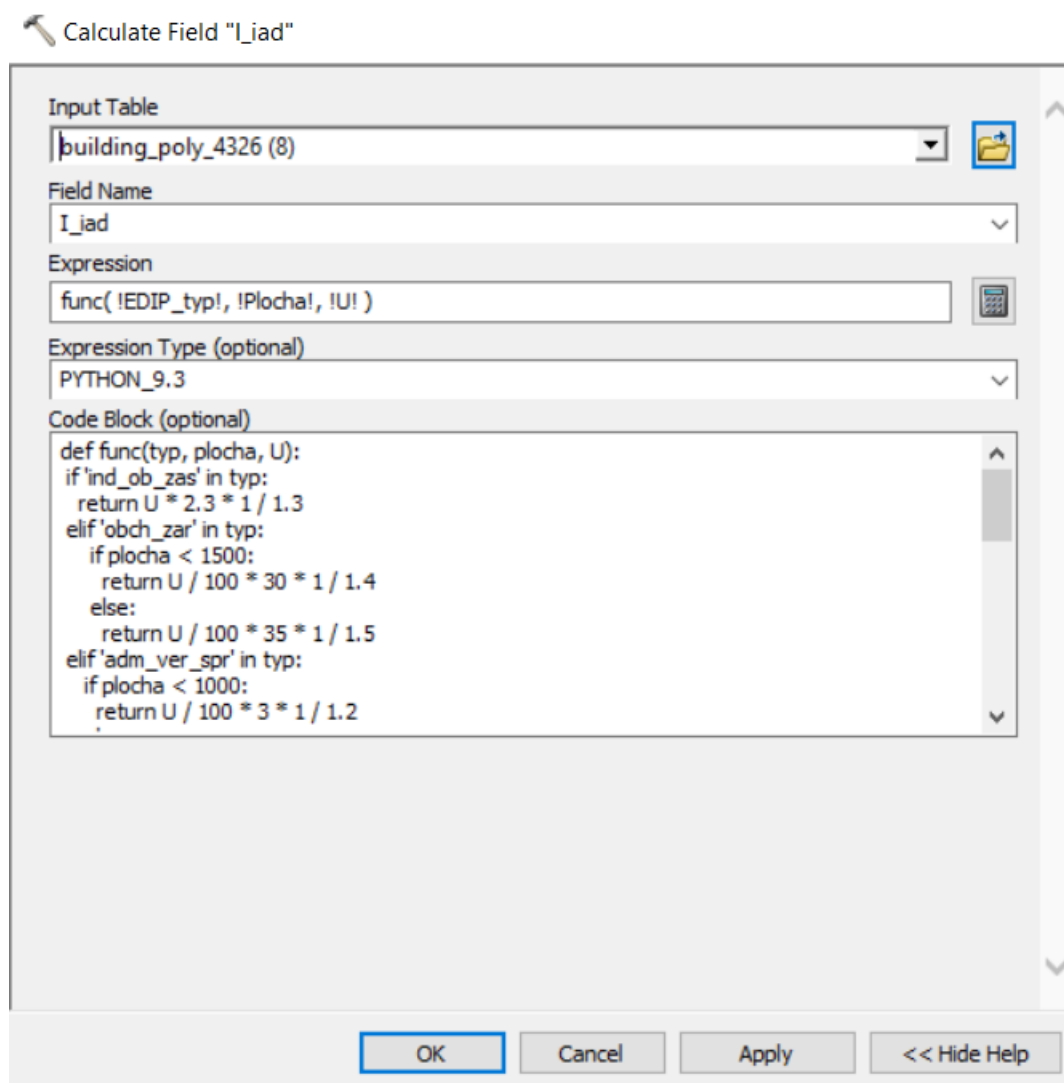 Calculate Field "I_iad"
Input Table
building_poly_4326 (8)
Field Name
I_iad
Expression
func( !EDIP_typ!, !Plocha!, !U! )
Expression Type (optional)
PYTHON_9.3
Code Block (optional)
def func(typ, plocha, U):
if 'ind_ob_zas' in typ:
return U * 2.3 * 1 / 1.3
elif 'obch_zar' in typ:
if plocha < 1500:
return U / 100 * 30 * 1 / 1.4
else:
return U / 100 * 35 * 1 / 1.5
elif 'adm_ver_spr' in typ:
if plocha < 1000:
return U / 100 * 3 * 1 / 1.2
OK Cancel Apply << Hide Help